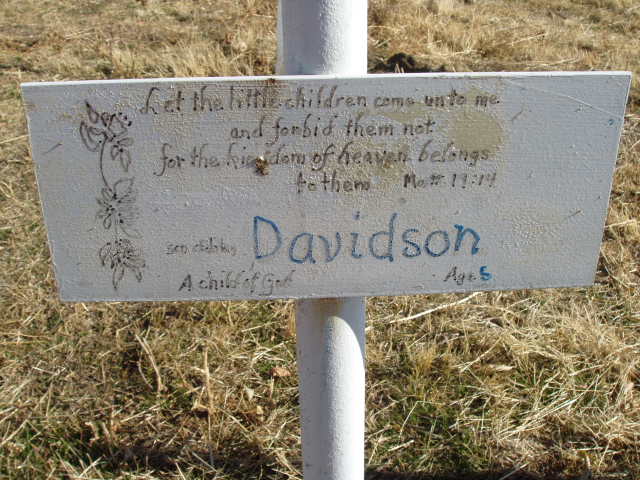 Let the little children come unto me
and forbid them not
for the kingdom of heaven belongs
to them Matt 19:14
Davidson
A child of God Age 6